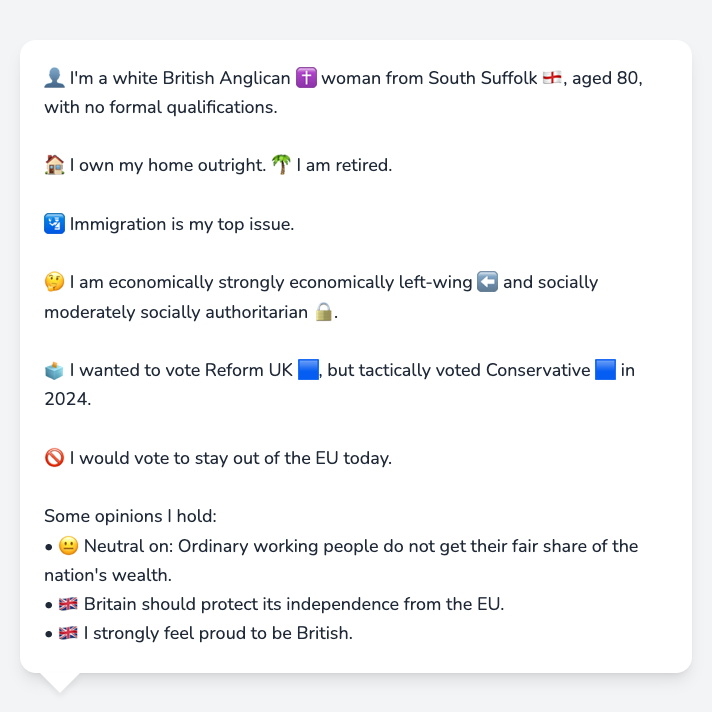 👤 I'm a white British Anglican ✝️ woman from South Suffolk 🏴󠁧󠁢󠁥󠁮󠁧󠁿, aged 80,
with no formal qualifications.
🏠 I own my home outright. 🌴 I am retired.
🛂 Immigration is my top issue.
🤔 I am economically strongly economically left-wing ⬅️ and socially
moderately socially authoritarian 🔒.
🗳️ I wanted to vote Reform UK 🟦, but tactically voted Conservative 🟦 in
2024.
🚫 I would vote to stay out of the EU today.
Some opinions I hold:
• 😐 Neutral on: Ordinary working people do not get their fair share of the
nation's wealth.
• 🇬🇧 Britain should protect its independence from the EU.
• 🇬🇧 I strongly feel proud to be British.